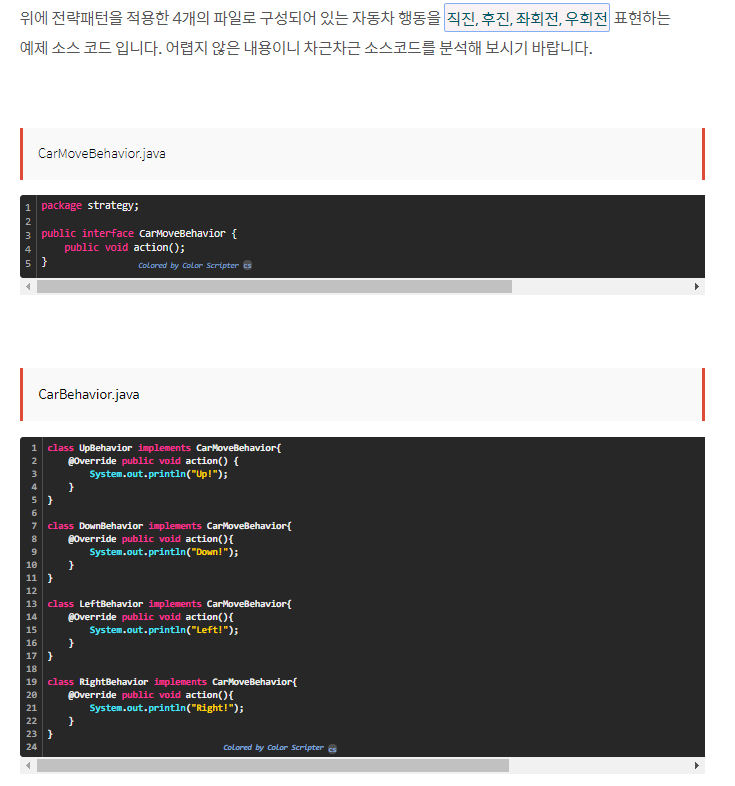 위에 전략패턴을 적용한 4개의 파일로 구성되어 있는 자동차 행동을 직진, 후진, 좌회전, 우회전 표현하는
예제 소스 코드 입니다. 어렵지 않은 내용이니 차근차근 소스코드를 분석해 보시기 바랍니다.
CarMoveBehavior.java
1 package strategy;
2
3 public interface CarMoveBehavior {
4     public void action();
5 }
Colored by Color Scripter cs
CarBehavior.java
1 class UpBehavior implements CarMoveBehavior{
2     @Override public void action() {
3         System.out.println("Up!");
4     }
5 }
6
7 class DownBehavior implements CarMoveBehavior{
8     @Override public void action(){
9         System.out.println("Down!");
10     }
11 }
12
13 class LeftBehavior implements CarMoveBehavior{
14     @Override public void action(){
15         System.out.println("Left!");
16     }
17 }
18
19 class RightBehavior implements CarMoveBehavior{
20     @Override public void action(){
21         System.out.println("Right!");
22     }
23 }
24
Colored by Color Scripter cs